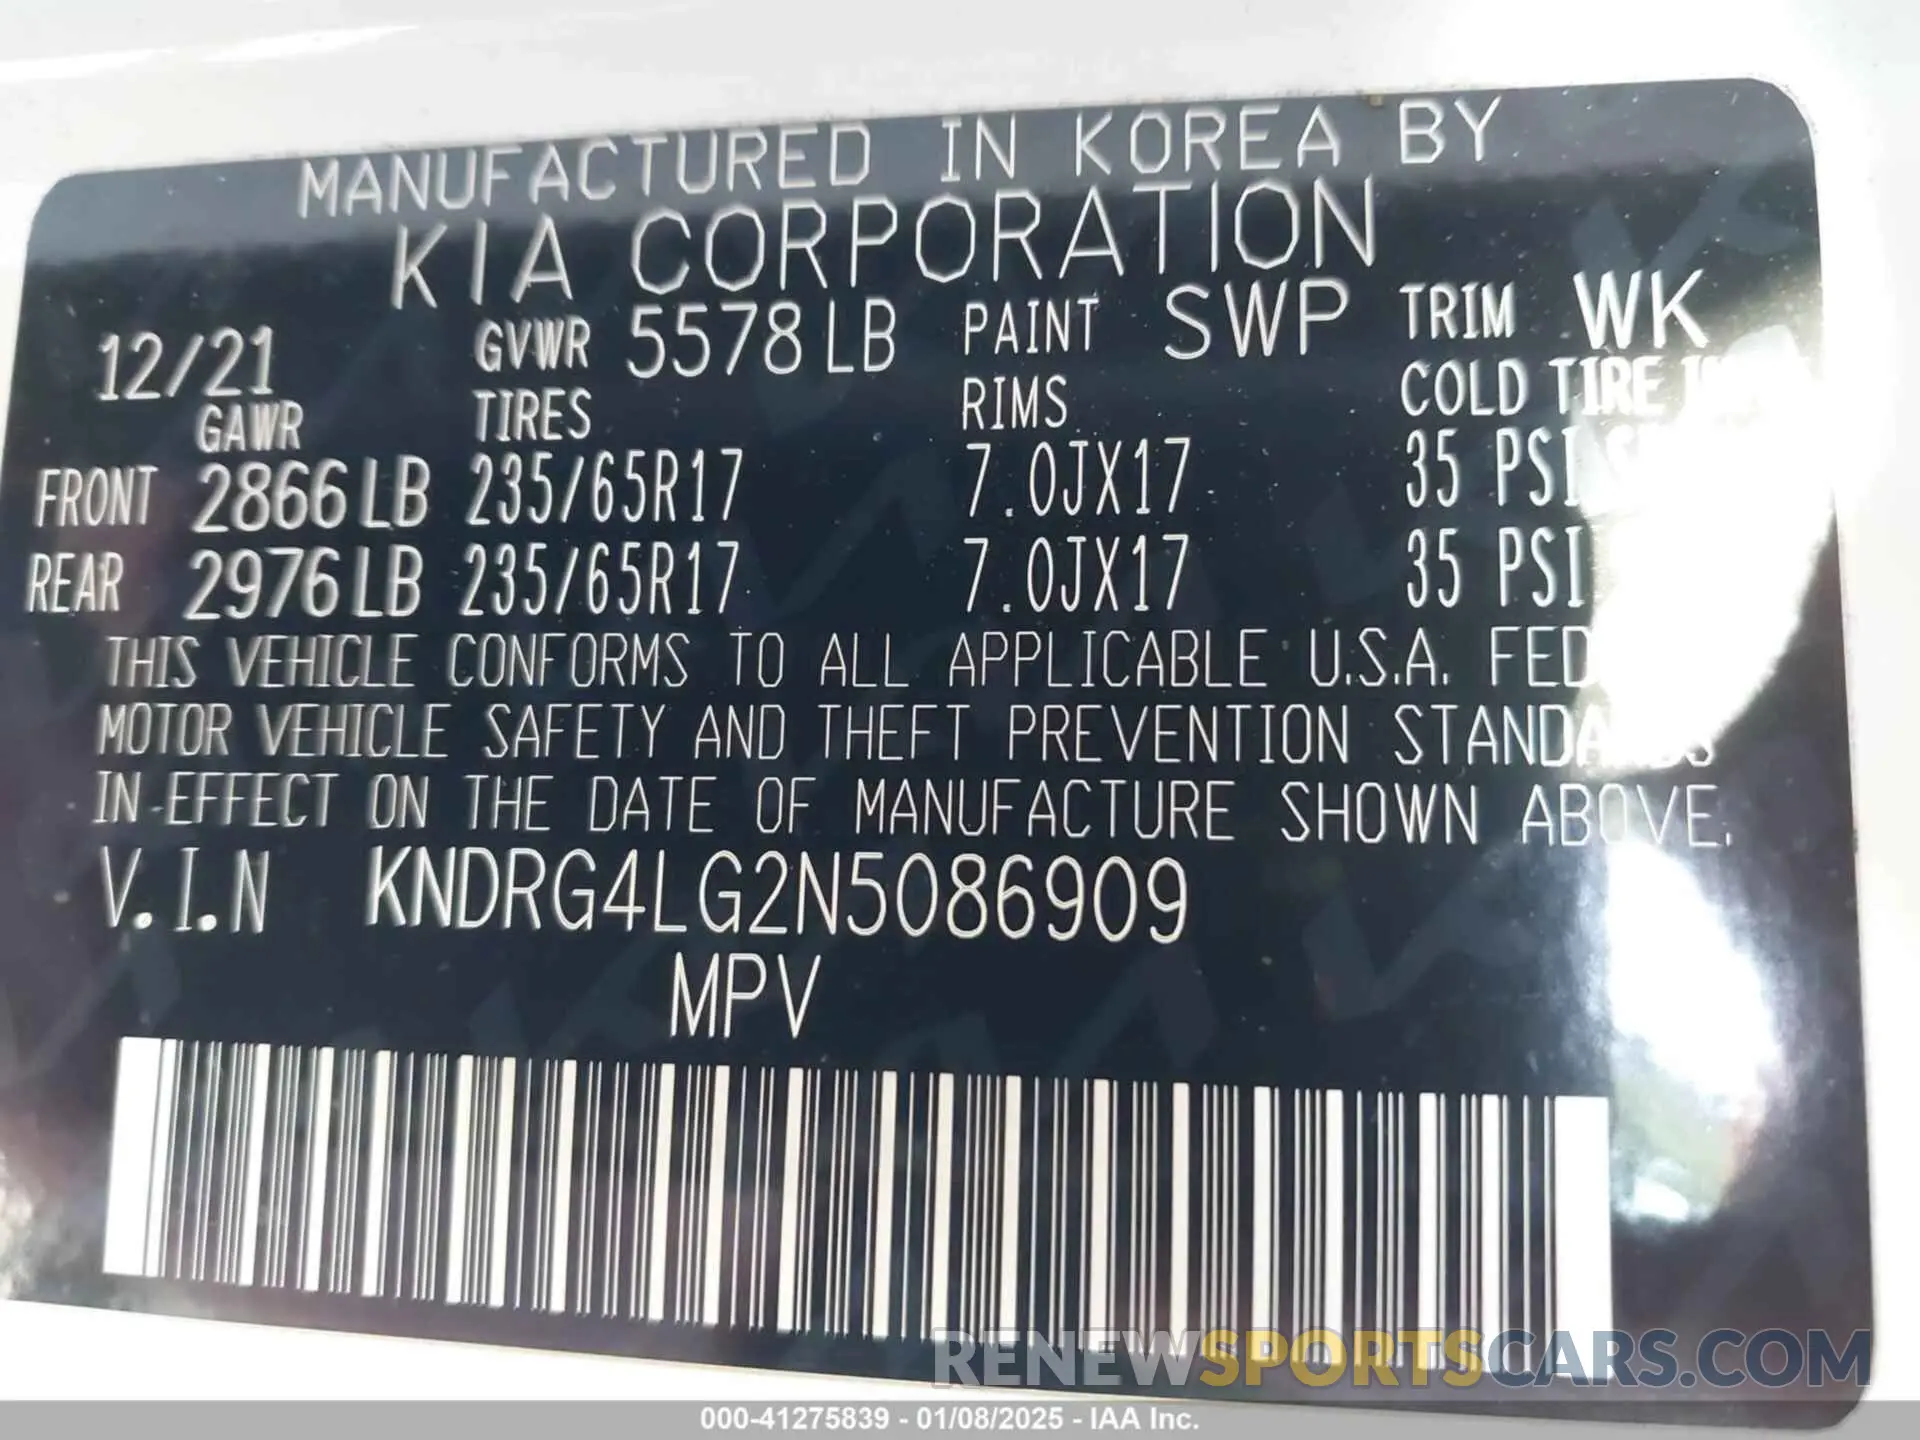 MANUFACTURED IN KOREA BY
KIA CORPORATION
12/21 GVWR 5578LB PAINT SWP TRIM WK
GAWR TIRES RIMS COLD TIRE
FRONT 2866LB 235/65R17 7.0JX17 35 PSI
REAR 2976LB 235/65R17 7.0JX17 35 PSI
THIS VEHICLE CONFORMS TO ALL APPLICABLE U.S.A.
MOTOR VEHICLE SAFETY AND THEFT PREVENTION STANDARDS
IN EFFECT ON THE DATE OF MANUFACTURE SHOWN ABOVE.
V.I.N KNDRG4LG2N5086909
MPV
RENEWSPORTSCARS.COM
000-41275839 - 01/08/2025 - IAA Inc.